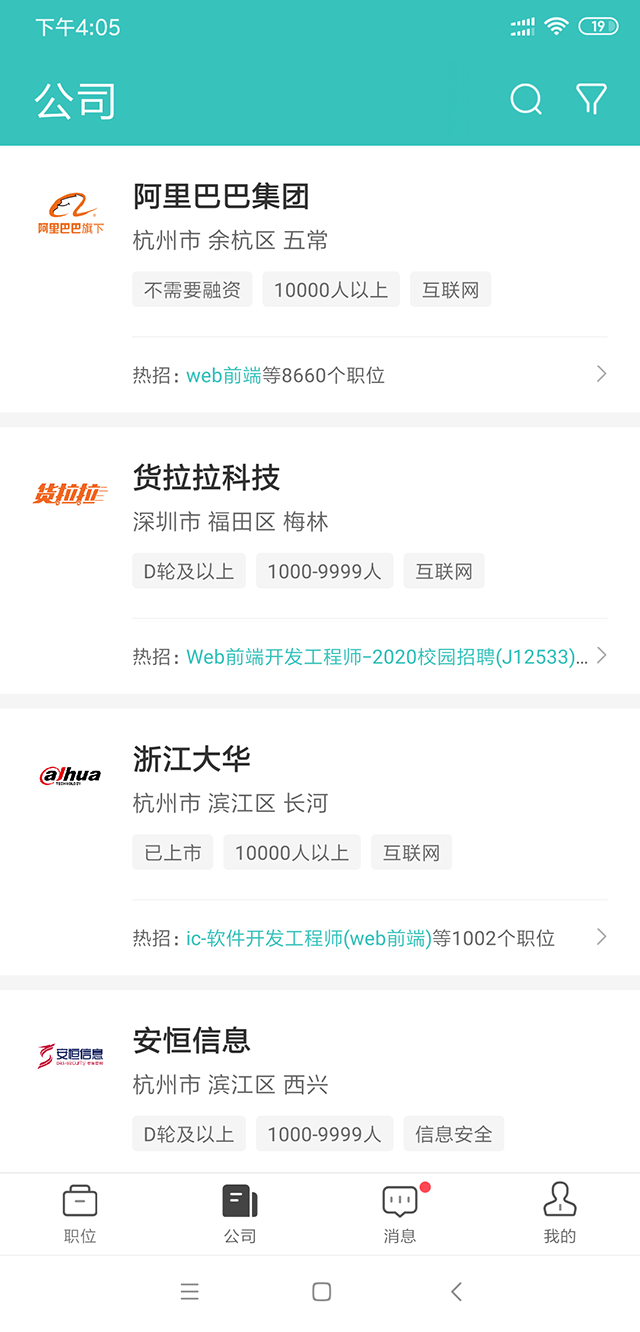 下午4:05
19
公司
阿里巴巴旗下
阿里巴巴集团
杭州市 余杭区 五常
不需要融资 10000人以上 互联网
热招：web前端等8660个职位
货拉拉
货拉拉科技
深圳市 福田区 梅林
D轮及以上 1000-9999人 互联网
热招：Web前端开发工程师-2020校园招聘(J12533)...
alhua
TECHNOLOGY
浙江大华
杭州市 滨江区 长河
已上市 10000人以上 互联网
热招：ic-软件开发工程师(web前端)等1002个职位
安恒信息
安恒信息
杭州市 滨江区 西兴
D轮及以上 1000-9999人 信息安全
职位 公司 消息 我的